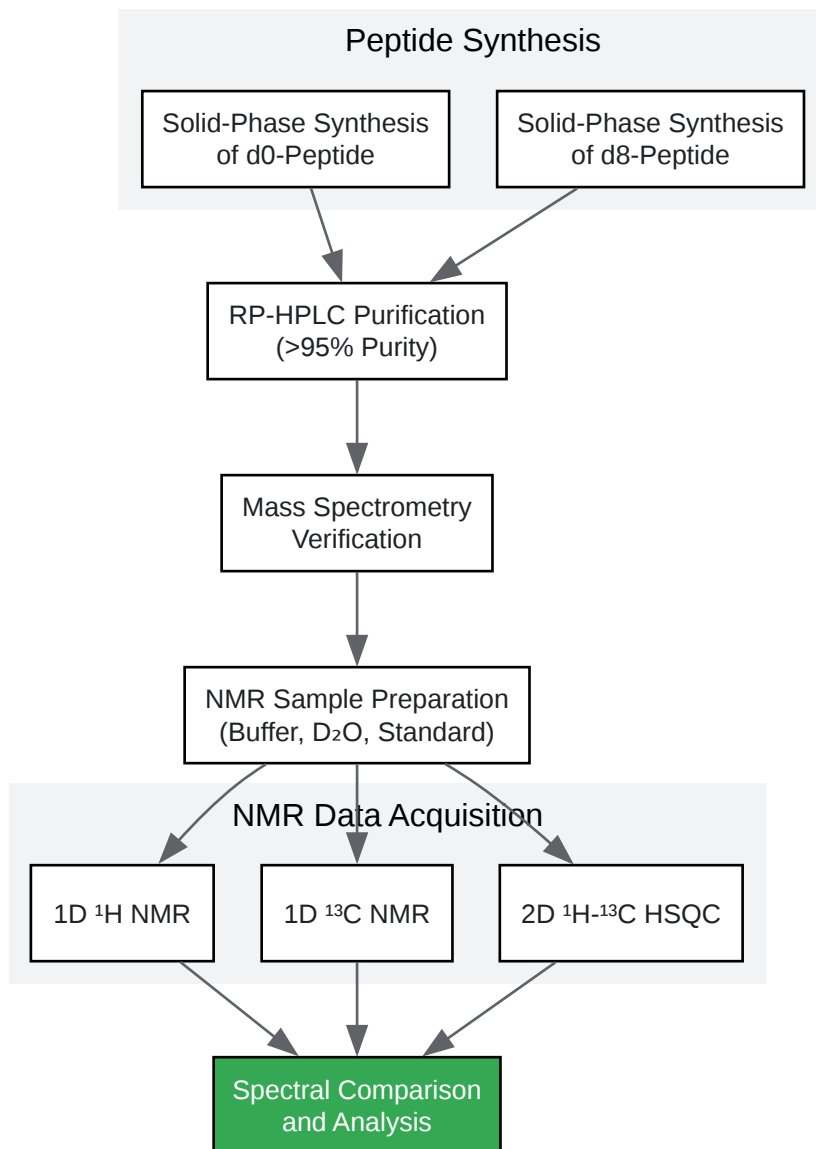 Peptide Synthesis
Solid-Phase Synthesis
of d0-Peptide
Solid-Phase Synthesis
of d8-Peptide
RP-HPLC Purification
(>95% Purity)
Mass Spectrometry
Verification
NMR Sample Preparation
(Buffer, D₂O, Standard)
NMR Data Acquisition
1D ¹H NMR
1D ¹³C NMR
2D ¹H-¹³C HSQC
Spectral Comparison
and Analysis